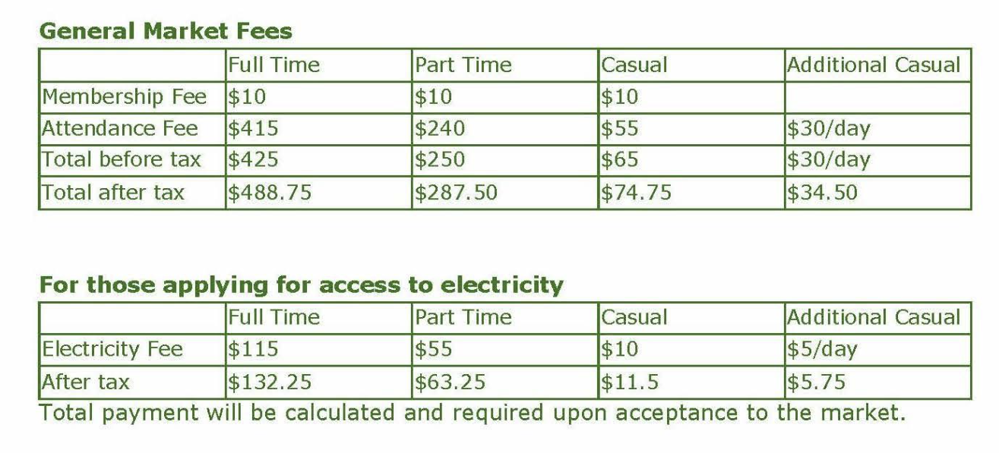 General Market Fees
Full Time Part Time Casual Additional Casual
Membership Fee $10 $10 $10
Attendance Fee $415 $240 $55 $30/day
Total before tax $425 $250 $65 $30/day
Total after tax $488.75 $287.50 $74.75 $34.50
For those applying for access to electricity
Full Time Part Time Casual Additional Casual
Electricity Fee $115 $55 $10 $5/day
After tax $132.25 $63.25 $11.5 $5.75
Total payment will be calculated and required upon acceptance to the market.